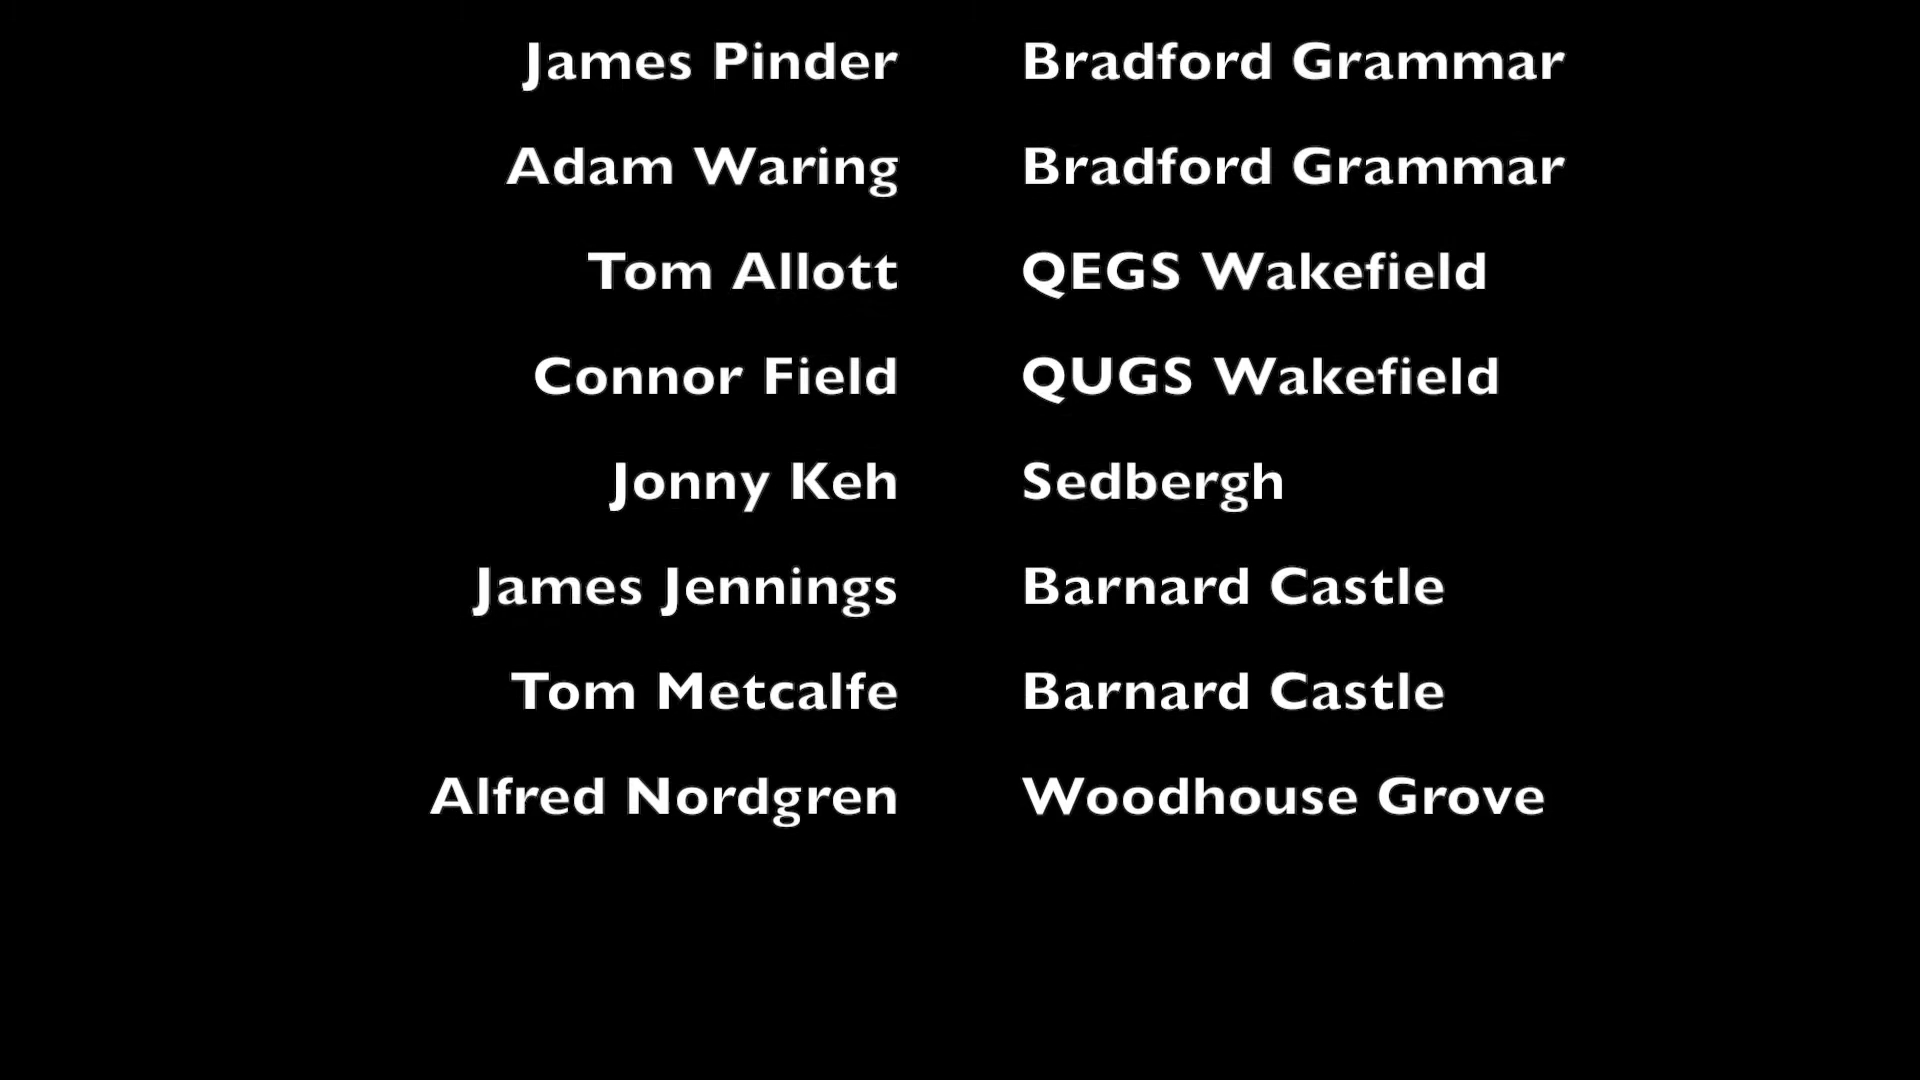 James Pinder Bradford Grammar
Adam Waring Bradford Grammar
Tom Allott QEGS Wakefield
Connor Field QUGS Wakefield
Jonny Keh Sedbergh
James Jennings Barnard Castle
Tom Metcalfe Barnard Castle
Alfred Nordgren Woodhouse Grove